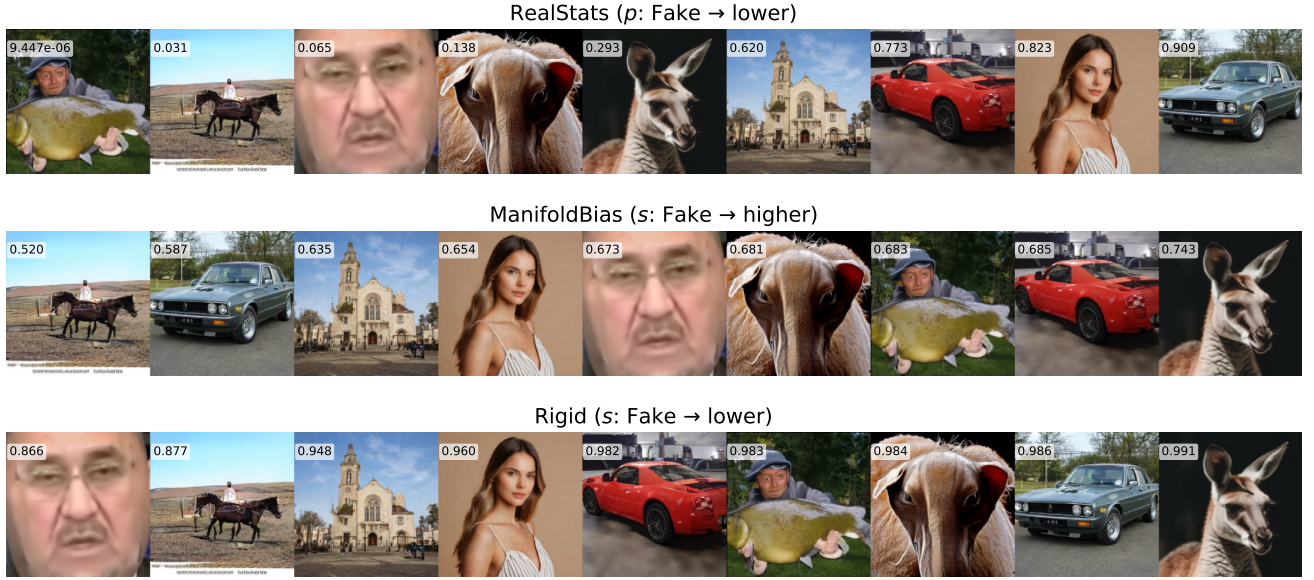 RealStats (p: Fake → lower)
9.447e-06 0.031 0.065 0.138 0.293 0.620 0.773 0.823 0.909
ManifoldBias (s: Fake → higher)
0.520 0.587 0.635 0.654 0.673 0.681 0.683 0.685 0.743
Rigid (s: Fake → lower)
0.866 0.877 0.948 0.960 0.982 0.983 0.984 0.986 0.991